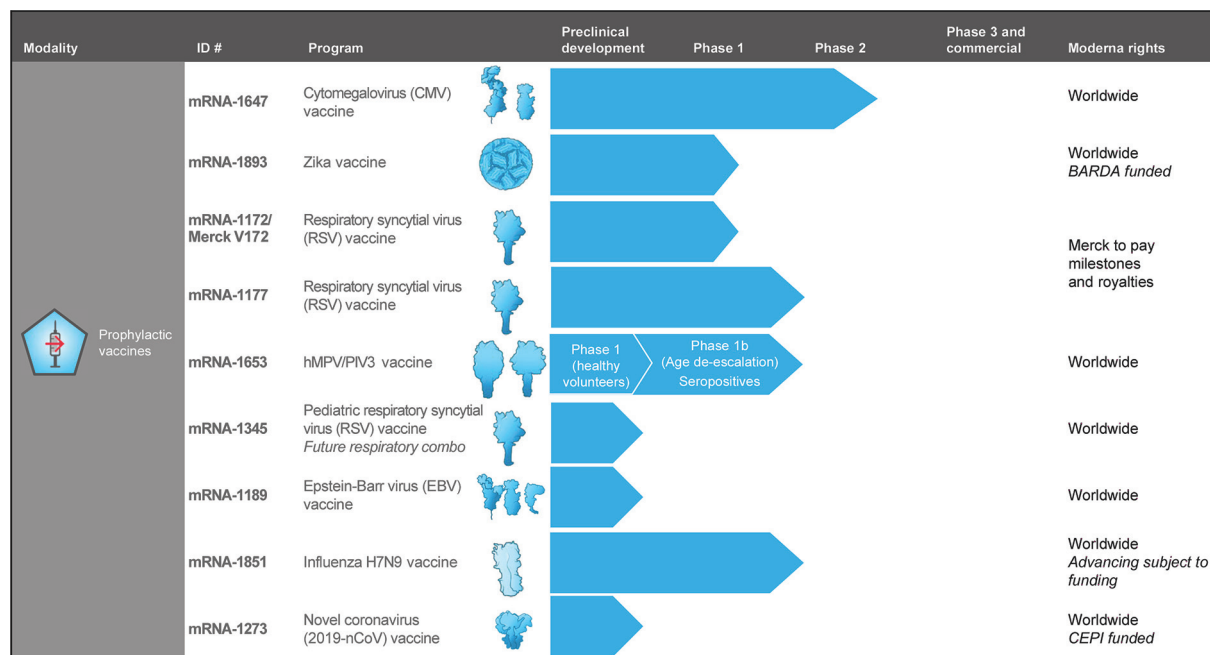 Modality
ID #
Program
Preclinical
development
Phase 1
Phase 2
Phase 3 and
commercial
Moderna rights
Prophylactic
vaccines
mRNA-1647
Cytomegalovirus (CMV)
vaccine
Worldwide
mRNA-1893
Zika vaccine
Worldwide
BARDA funded
mRNA-1172/
Merck V172
Respiratory syncytial virus
(RSV) vaccine
Merck to pay
milestones
and royalties
mRNA-1177
Respiratory syncytial virus
(RSV) vaccine
mRNA-1653
hMPV/PIV3 vaccine
Phase 1
(healthy
volunteers)
Phase 1b
(Age de-escalation)
Seropositives
Worldwide
mRNA-1345
Pediatric respiratory syncytial
virus (RSV) vaccine
Future respiratory combo
Worldwide
mRNA-1189
Epstein-Barr virus (EBV)
vaccine
Worldwide
mRNA-1851
Influenza H7N9 vaccine
Worldwide
Advancing subject to
funding
mRNA-1273
Novel coronavirus
(2019-nCoV) vaccine
Worldwide
CEPI funded